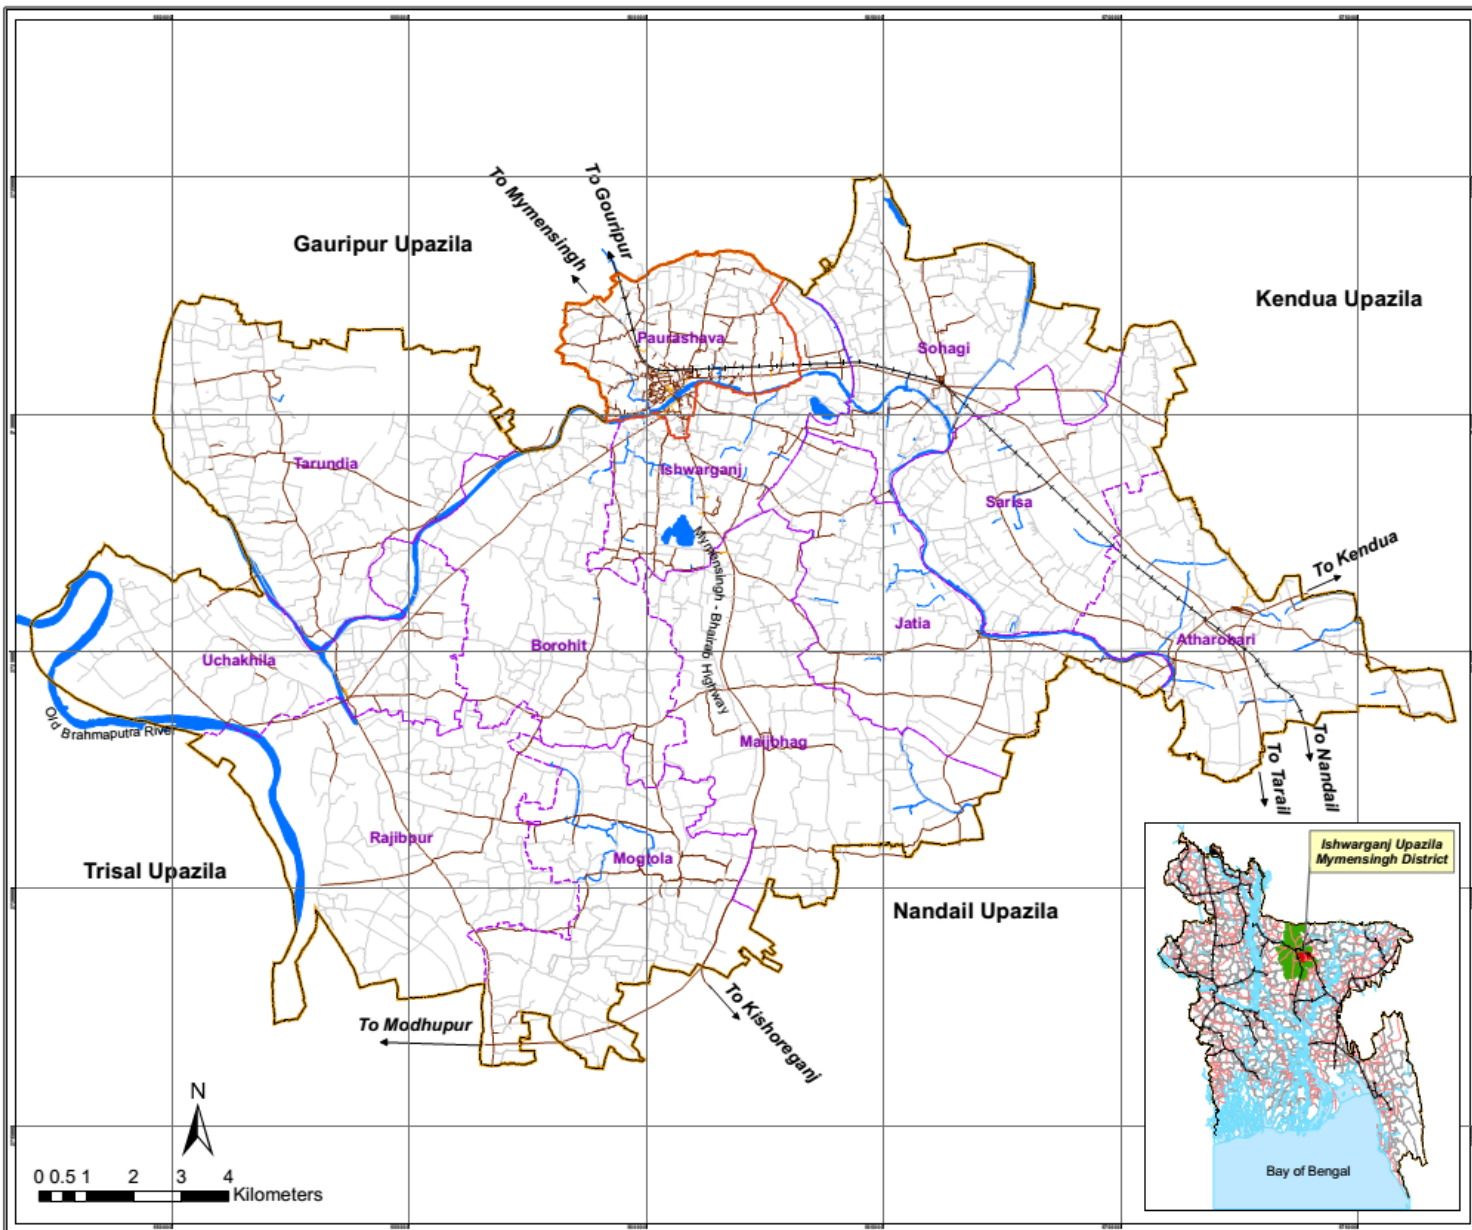 To Mymensingh
To Gouripur
Gauripur Upazila
Kendua Upazila
Paurashava
Sohagi
Tarundia
Ishwarganj
Sarisa
Mymensingh - Bhairab Highway
To Kendua
Jatia
Atharobari
Borohit
Uchakhila
Old Brahmaputra River
Maijbhag
To Nandail
To Tarail
Rajibpur
Mogtola
Trisal Upazila
Nandail Upazila
Ishwarganj Upazila
Mymensingh District
To Kishoreganj
To Modhupur
N
0 0.5 1 2 3 4
Kilometers
Bay of Bengal